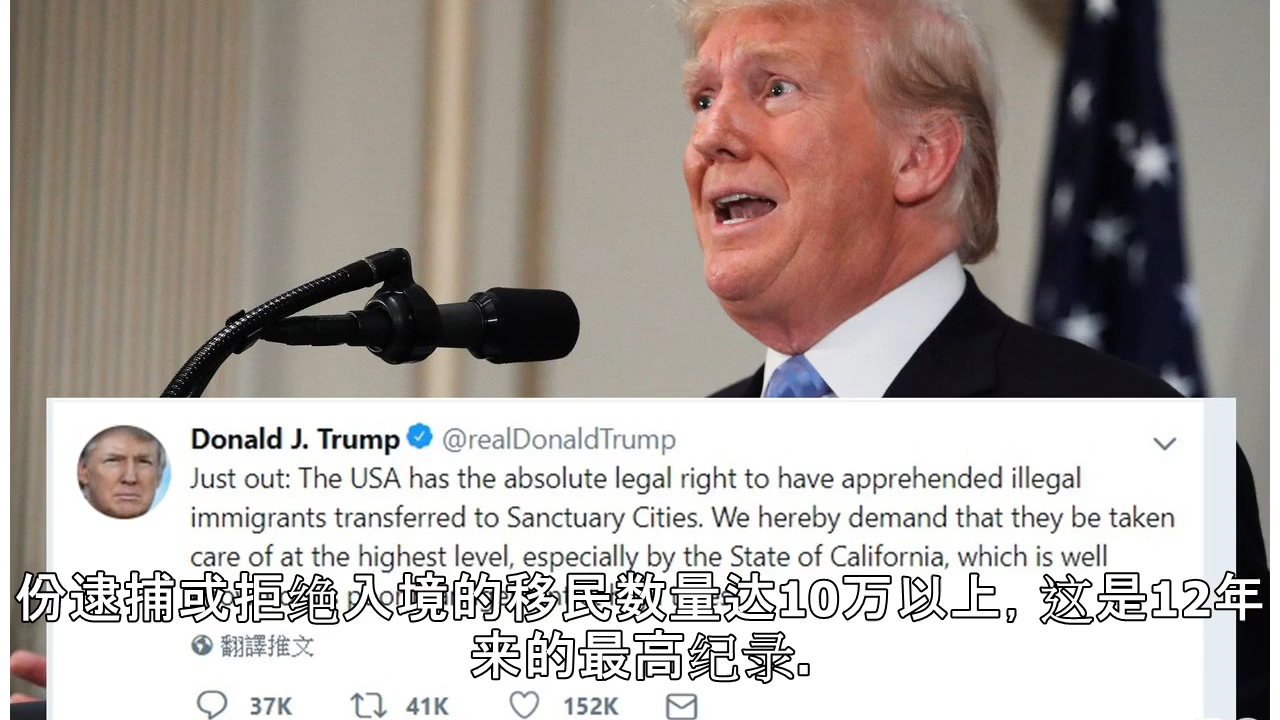 Donald J. Trump @realDonaldTrump
Just out: The USA has the absolute legal right to have apprehended illegal
immigrants transferred to Sanctuary Cities. We hereby demand that they be taken
care of at the highest level, especially by the State of California, which is well
份逮捕或拒绝入境的移民数量达10万以上, 这是12年
来的最高纪录.
翻譯推文
37K 41K 152K